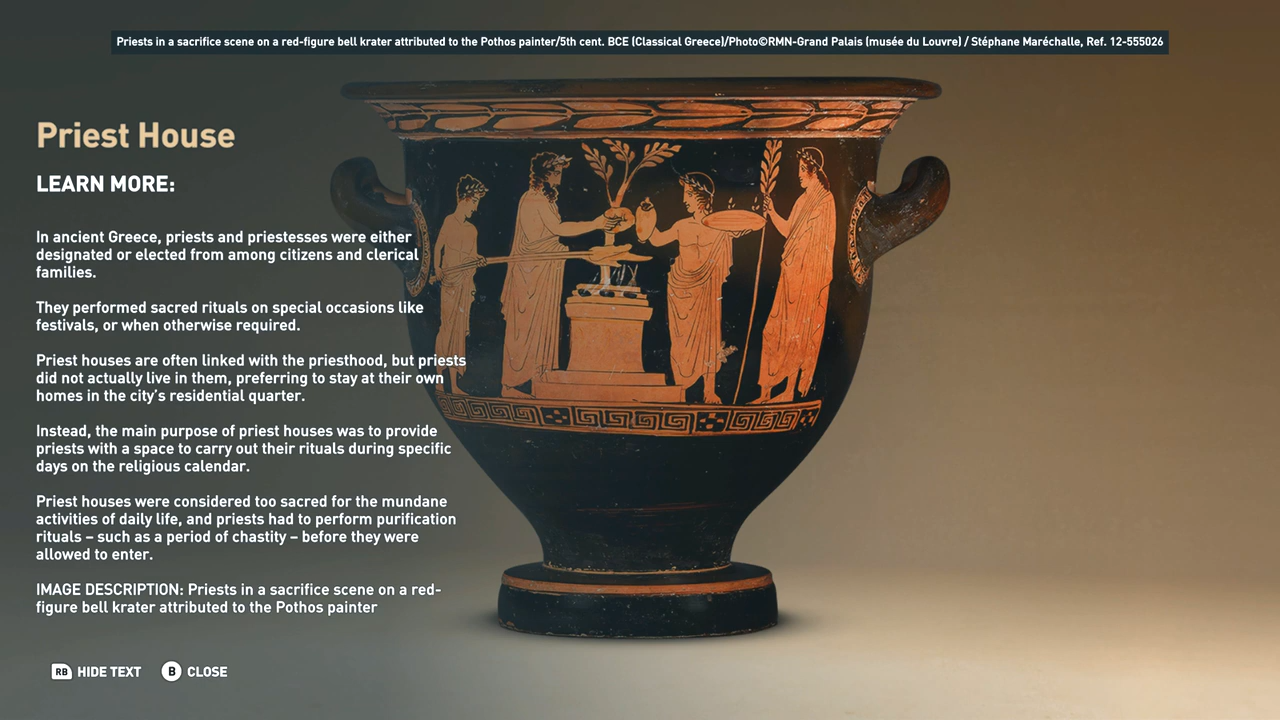 Priests in a sacrifice scene on a red-figure bell krater attributed to the Pothos painter/5th cent. BCE (Classical Greece)/Photo©RMN-Grand Palais (musée du Louvre) / Stéphane Maréchalle, Ref. 12-555026
Priest House
LEARN MORE:
In ancient Greece, priests and priestesses were either
designated or elected from among citizens and clerical
families.
They performed sacred rituals on special occasions like
festivals, or when otherwise required.
Priest houses are often linked with the priesthood, but priests
did not actually live in them, preferring to stay at their own
homes in the city's residential quarter.
Instead, the main purpose of priest houses was to provide
priests with a space to carry out their rituals during specific
days on the religious calendar.
Priest houses were considered too sacred for the mundane
activities of daily life, and priests had to perform purification
rituals – such as a period of chastity – before they were
allowed to enter.
IMAGE DESCRIPTION: Priests in a sacrifice scene on a red-
figure bell krater attributed to the Pothos painter
RB HIDE TEXT B CLOSE